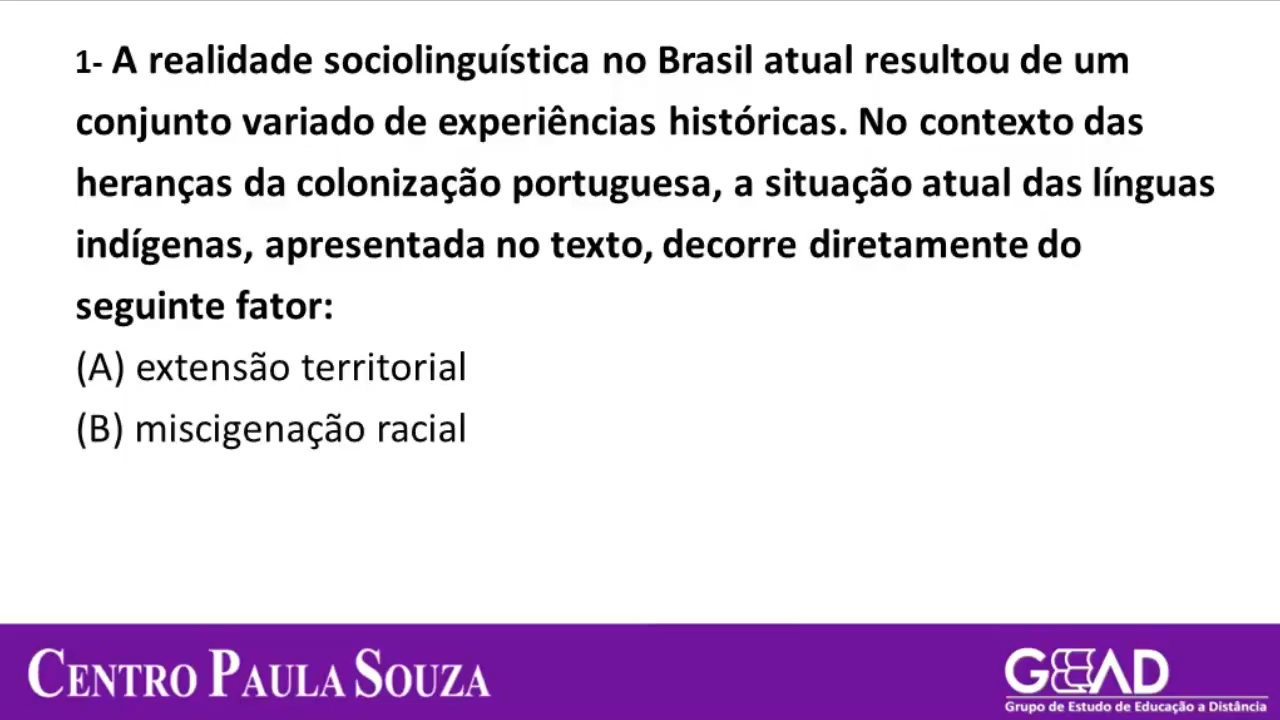 1- A realidade sociolinguística no Brasil atual resultou de um
conjunto variado de experiências históricas. No contexto das
heranças da colonização portuguesa, a situação atual das línguas
indígenas, apresentada no texto, decorre diretamente do
seguinte fator:
(A) extensão territorial
(B) miscigenação racial
CENTRO PAULA SOUZA
GEEAD
Grupo de Estudo de Educação a Distância